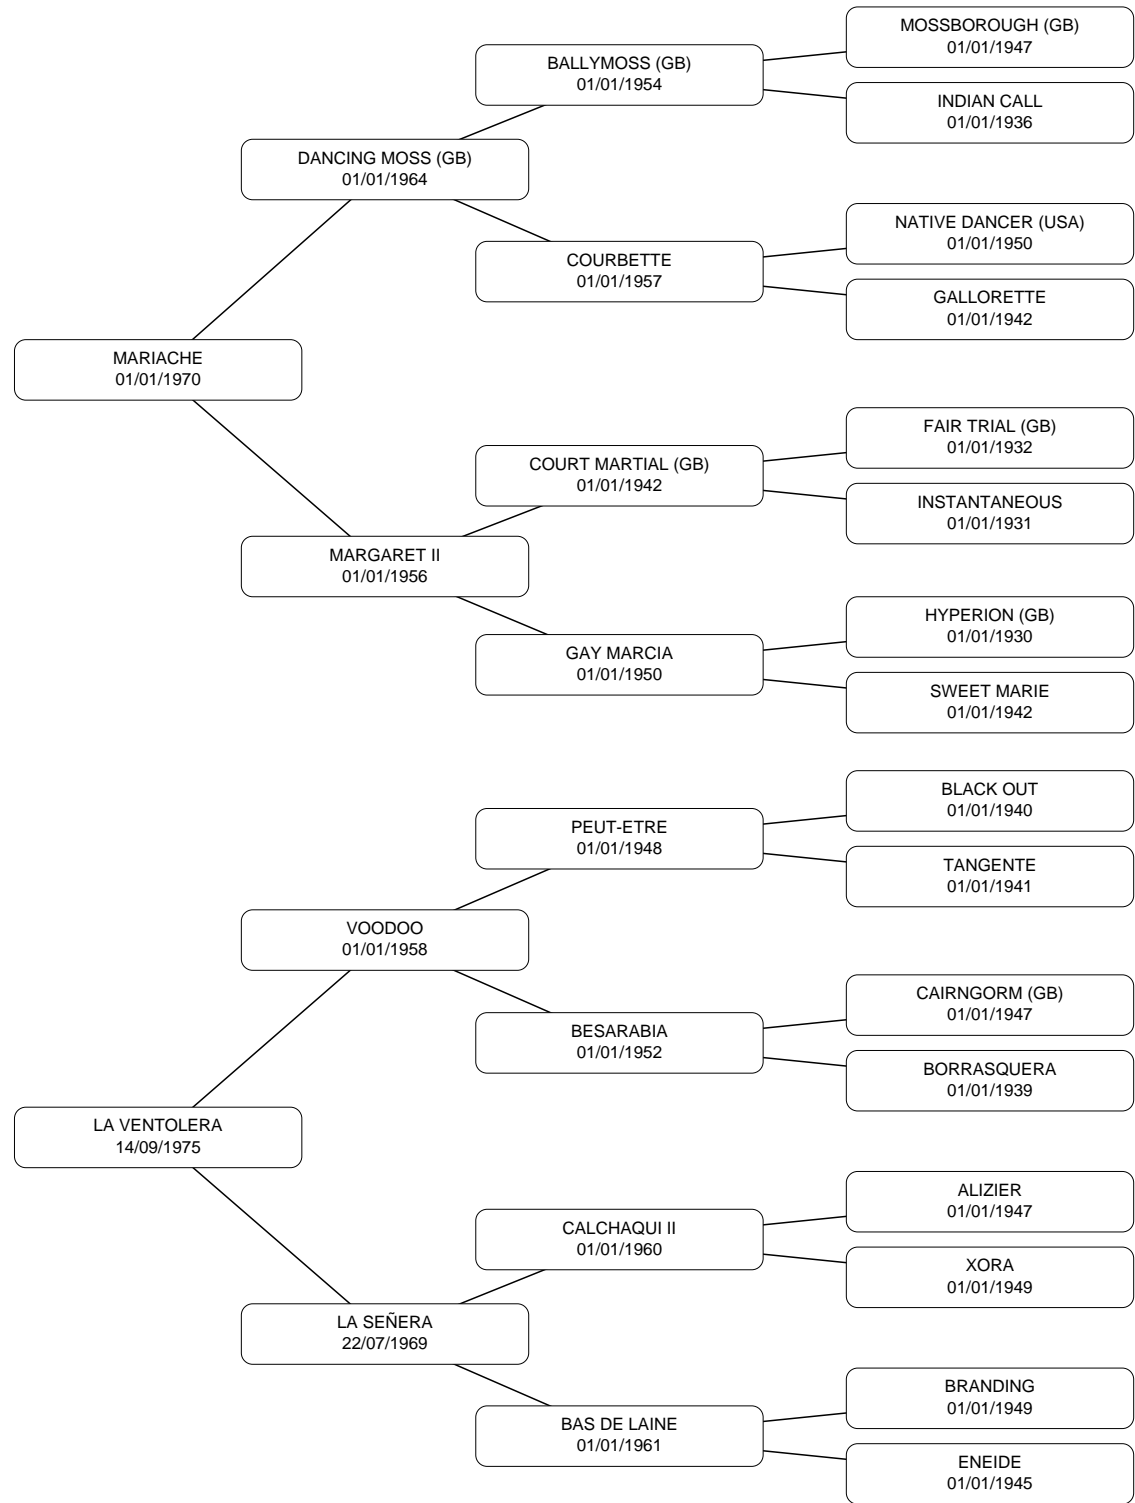 MOSSBOROUGH (GB)
01/01/1947
BALLYMOSS (GB)
01/01/1954
INDIAN CALL
01/01/1936
DANCING MOSS (GB)
01/01/1964
NATIVE DANCER (USA)
01/01/1950
COURBETTE
01/01/1957
GALLORETTE
01/01/1942
MARIACHE
01/01/1970
FAIR TRIAL (GB)
01/01/1932
COURT MARTIAL (GB)
01/01/1942
INSTANTANEOUS
01/01/1931
MARGARET II
01/01/1956
HYPERION (GB)
01/01/1930
GAY MARCIA
01/01/1950
SWEET MARIE
01/01/1942
BLACK OUT
01/01/1940
PEUT-ETRE
01/01/1948
TANGENTE
01/01/1941
VOODOO
01/01/1958
CAIRNGORM (GB)
01/01/1947
BESARABIA
01/01/1952
BORRASQUERA
01/01/1939
LA VENTOLERA
14/09/1975
ALIZIER
01/01/1947
CALCHAQUI II
01/01/1960
XORA
01/01/1949
LA SEÑERA
22/07/1969
BRANDING
01/01/1949
BAS DE LAINE
01/01/1961
ENEIDE
01/01/1945